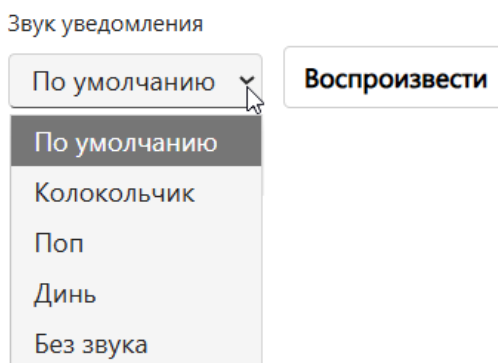 Звук уведомления
По умолчанию
Воспроизвести
По умолчанию
Колокольчик
Поп
Динь
Без звука